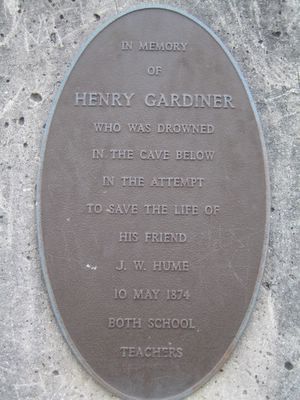 IN MEMORY
OF
HENRY GARDINER
WHO WAS DROWNED
IN THE CAVE BELOW
IN THE ATTEMPT
TO SAVE THE LIFE OF
HIS FRIEND
J. W. HUME
10 MAY 1874
BOTH SCHOOL
TEACHERS